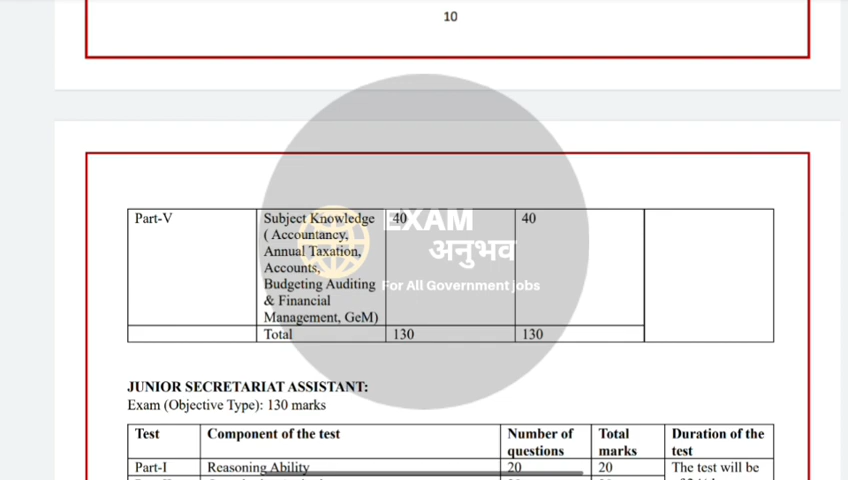 10
Part-V Subject Knowledge 40 40
( Accountancy,
Annual Taxation,
Accounts,
Budgeting Auditing
& Financial
Management, GeM)
Total 130 130
EXAM
अनुभव
For All Government jobs
JUNIOR SECRETARIAT ASSISTANT:
Exam (Objective Type): 130 marks
Test Component of the test Number of questions Total marks Duration of the test
Part-I Reasoning Ability 20 20 The test will be